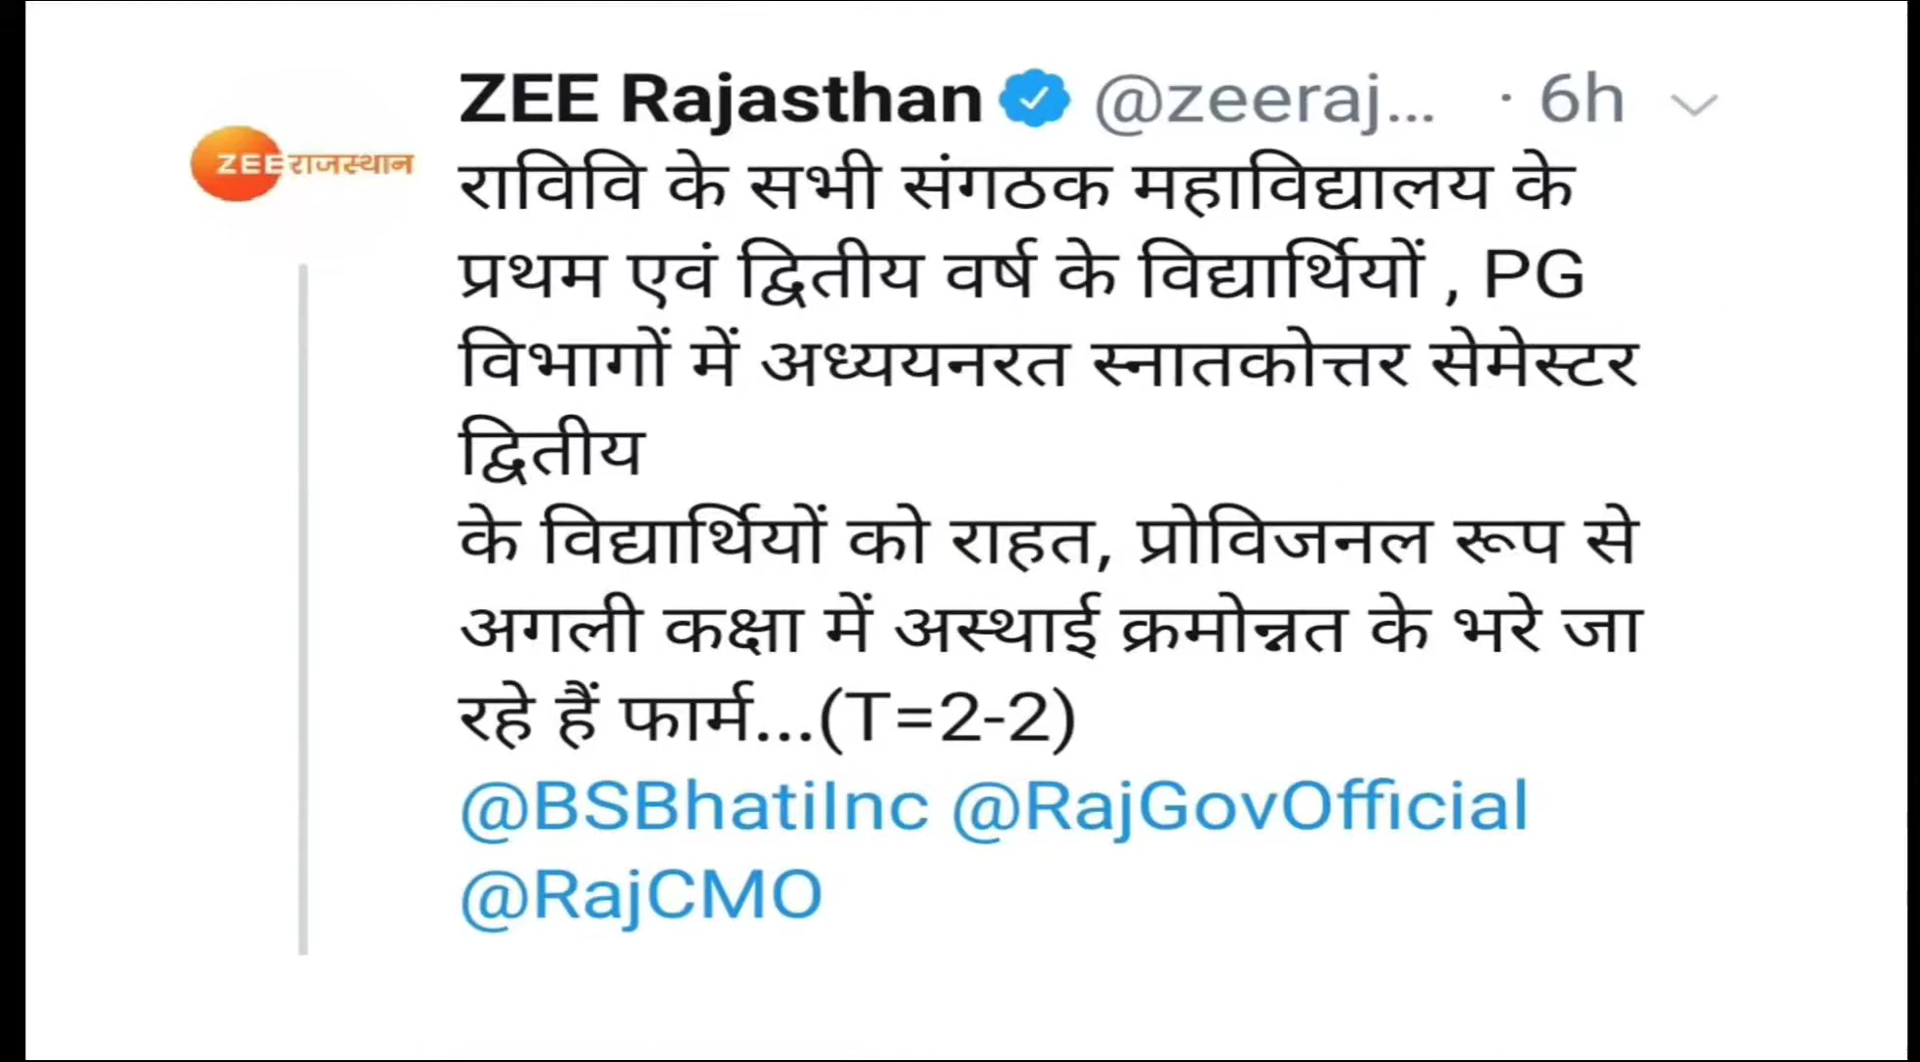 ZEE Rajasthan @zeeraj... · 6h
ZEE राजस्थान
राविवि के सभी संगठक महाविद्यालय के
प्रथम एवं द्वितीय वर्ष के विद्यार्थियों , PG
विभागों में अध्ययनरत स्नातकोत्तर सेमेस्टर
द्वितीय
के विद्यार्थियों को राहत, प्रोविजनल रूप से
अगली कक्षा में अस्थाई क्रमोन्नत के भरे जा
रहे हैं फार्म...(T=2-2)
@BSBhatiInc @RajGovOfficial
@RajCMO